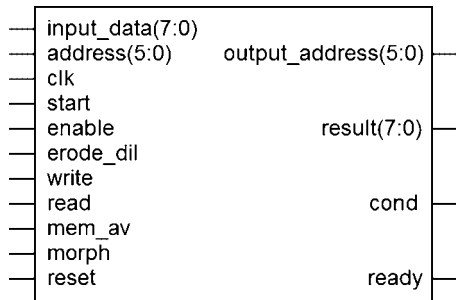 input_data(7:0)
address(5:0) output_address(5:0)
clk
start
enable result(7:0)
erode_dil
write
read cond
mem_av
morph
reset ready